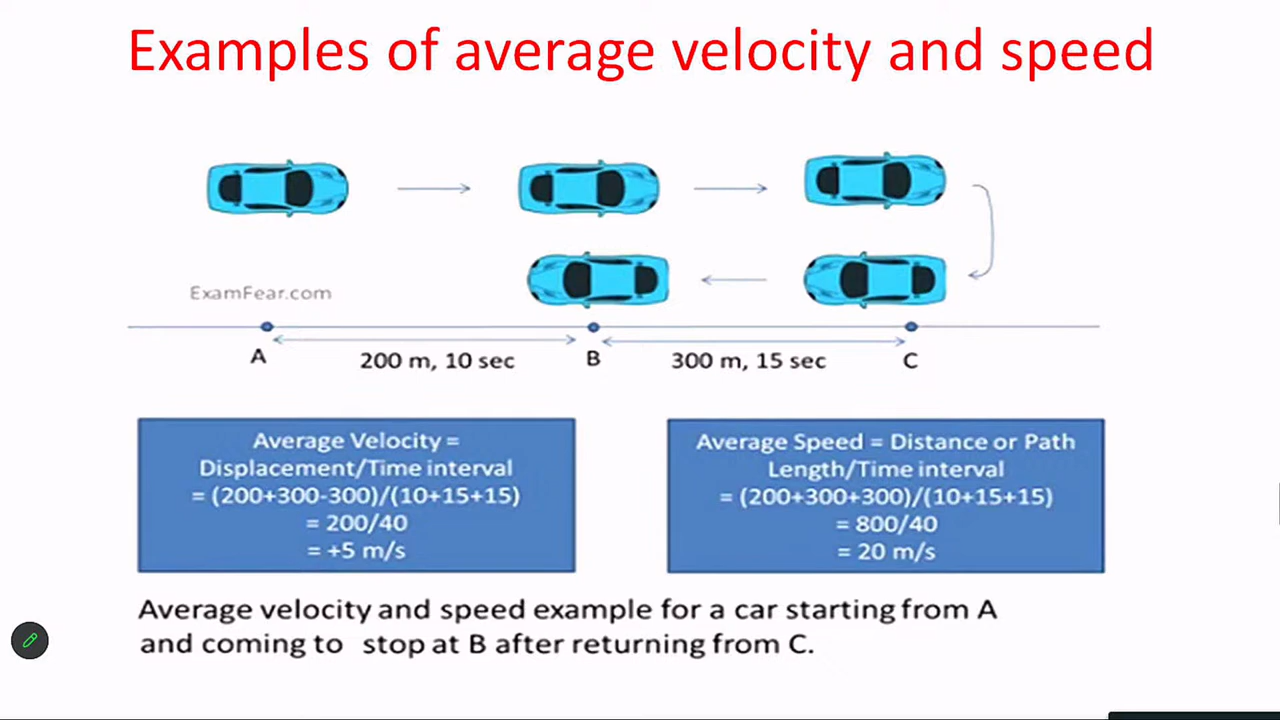 Examples of average velocity and speed
ExamFear.com
A
200 m, 10 sec
B
300 m, 15 sec
C
Average Velocity =
Displacement/Time interval
= (200+300-300)/(10+15+15)
= 200/40
= +5 m/s
Average Speed = Distance or Path
Length/Time interval
= (200+300+300)/(10+15+15)
= 800/40
= 20 m/s
Average velocity and speed example for a car starting from A
and coming to stop at B after returning from C.